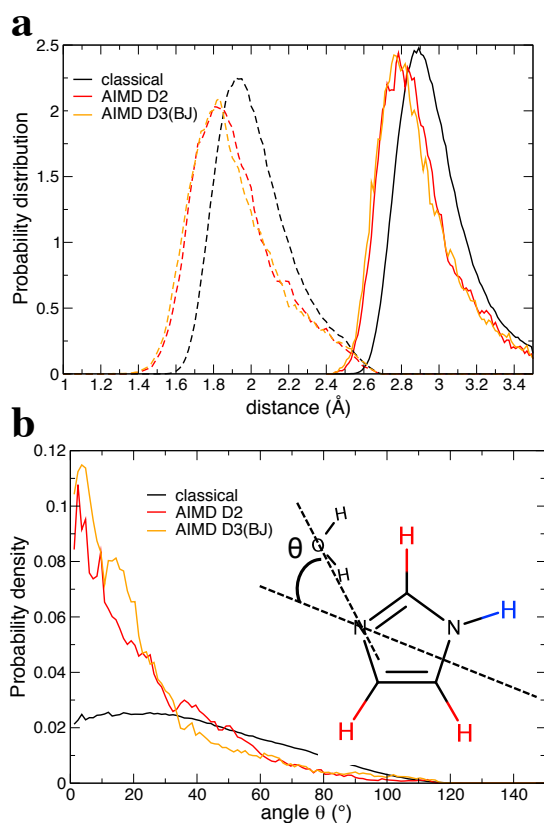 a
2.5
2
1.5
1
0.5
0
Probability distribution
classical
AIMD D2
AIMD D3(BJ)
1 1.2 1.4 1.6 1.8 2 2.2 2.4 2.6 2.8 3 3.2 3.4
distance (Å)
b
0.12
0.1
0.08
0.06
0.04
0.02
0
Probability density
classical
AIMD D2
AIMD D3(BJ)
H
O
H
θ
H
N
N
H
H
H
0 20 40 60 80 100 120 140
angle θ (°)